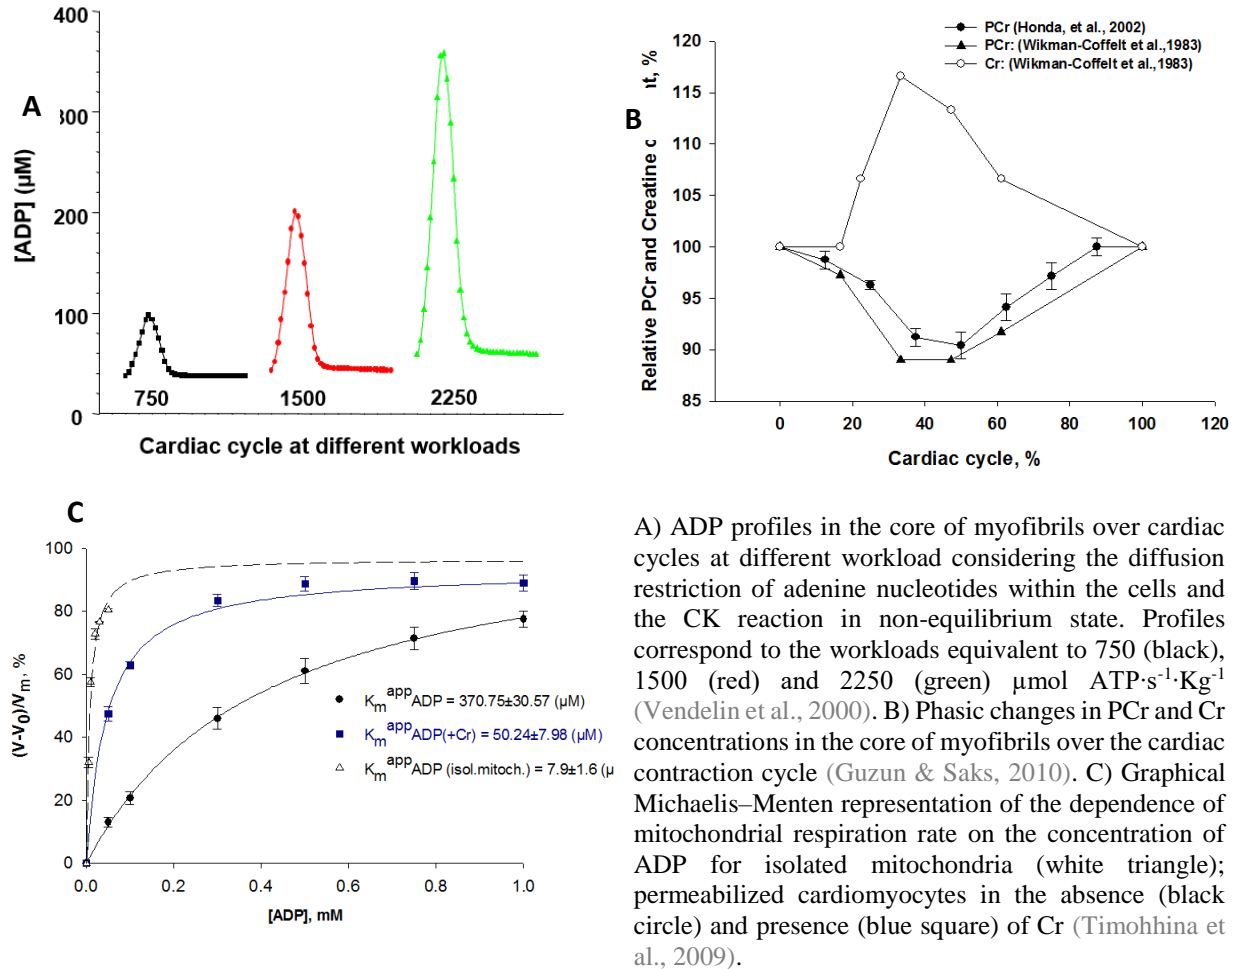 400
A
300
200
100
0
[ADP] (µM)
750
1500
2250
Cardiac cycle at different workloads
PCr (Honda, et al., 2002)
PCr: (Wikman-Coffelt et al.,1983)
Cr: (Wikman-Coffelt et al.,1983)
B
120
115
110
105
100
95
90
85
Relative PCr and Creatine
0
20
40
60
80
100
120
Cardiac cycle, %
C
100
80
60
40
20
0
(V-V0)/Vm, %
Km app ADP = 370.75±30.57 (µM)
Km app ADP(+Cr) = 50.24±7.98 (µM)
Km app ADP (isol.mitoch.) = 7.9±1.6 (µ
0.0
0.2
0.4
0.6
0.8
1.0
[ADP], mM
A) ADP profiles in the core of myofibrils over cardiac
cycles at different workload considering the diffusion
restriction of adenine nucleotides within the cells and
the CK reaction in non-equilibrium state. Profiles
correspond to the workloads equivalent to 750 (black),
1500 (red) and 2250 (green) µmol ATP·s-1·Kg-1
(Vendelin et al., 2000). B) Phasic changes in PCr and Cr
concentrations in the core of myofibrils over the cardiac
contraction cycle (Guzun & Saks, 2010). C) Graphical
Michaelis–Menten representation of the dependence of
mitochondrial respiration rate on the concentration of
ADP for isolated mitochondria (white triangle);
permeabilized cardiomyocytes in the absence (black
circle) and presence (blue square) of Cr (Timohhina et
al., 2009).